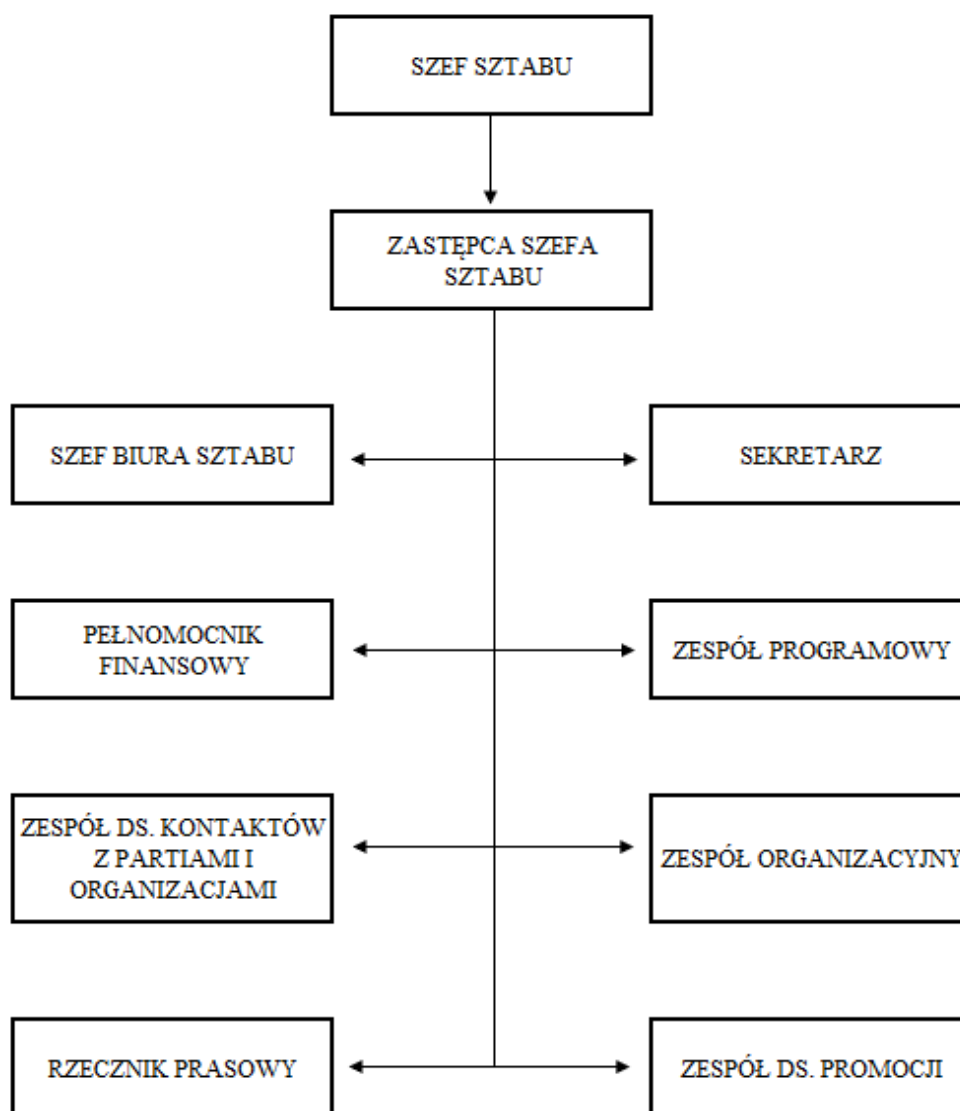 SZEF SZTABU
ZASTĘPCA SZEFA
SZTABU
SZEF BIURA SZTABU
SEKRETARZ
PEŁNOMOCNIK
FINANSOWY
ZESPÓŁ PROGRAMOWY
ZESPÓŁ DS. KONTAKTÓW
Z PARTIAMI I
ORGANIZACJAMI
ZESPÓŁ ORGANIZACYJNY
RZECZNIK PRASOWY
ZESPÓŁ DS. PROMOCJI